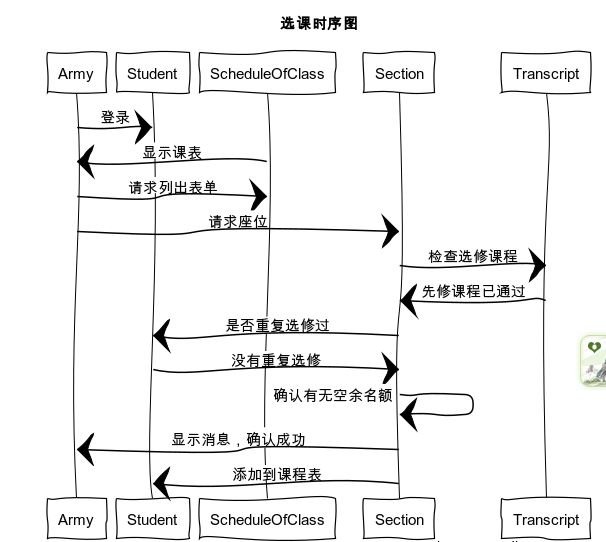 选课时序图
Army
Student
ScheduleOfClass
Section
Transcript
登录
显示课表
请求列出表单
请求座位
检查选修课程
先修课程已通过
是否重复选修过
没有重复选修
确认有无空余名额
显示消息，确认成功
添加到课程表
Army
Student
ScheduleOfClass
Section
Transcript